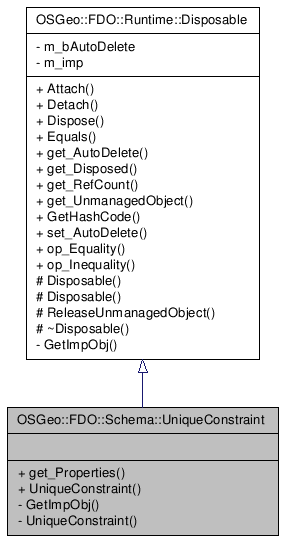 OSGeo::FDO::Runtime::Disposable
- m_bAutoDelete
- m_imp
+ Attach()
+ Detach()
+ Dispose()
+ Equals()
+ get_AutoDelete()
+ get_Disposed()
+ get_RefCount()
+ get_UnmanagedObject()
+ GetHashCode()
+ set_AutoDelete()
+ op_Equality()
+ op_Inequality()
# Disposable()
# Disposable()
# ReleaseUnmanagedObject()
# ~Disposable()
- GetImpObj()
OSGeo::FDO::Schema::UniqueConstraint
+ get_Properties()
+ UniqueConstraint()
- GetImpObj()
- UniqueConstraint()